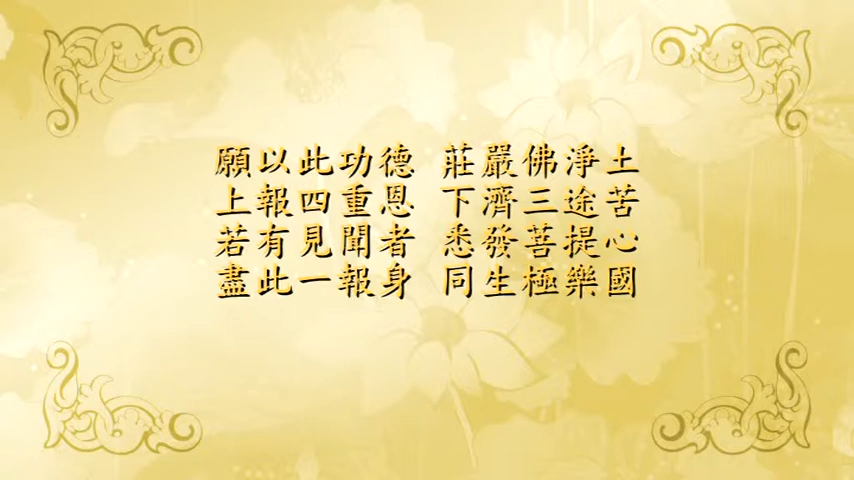 願以此功德 莊嚴佛淨土
上報四重恩 下濟三途苦
若有見聞者 悉發菩提心
盡此一報身 同生極樂國